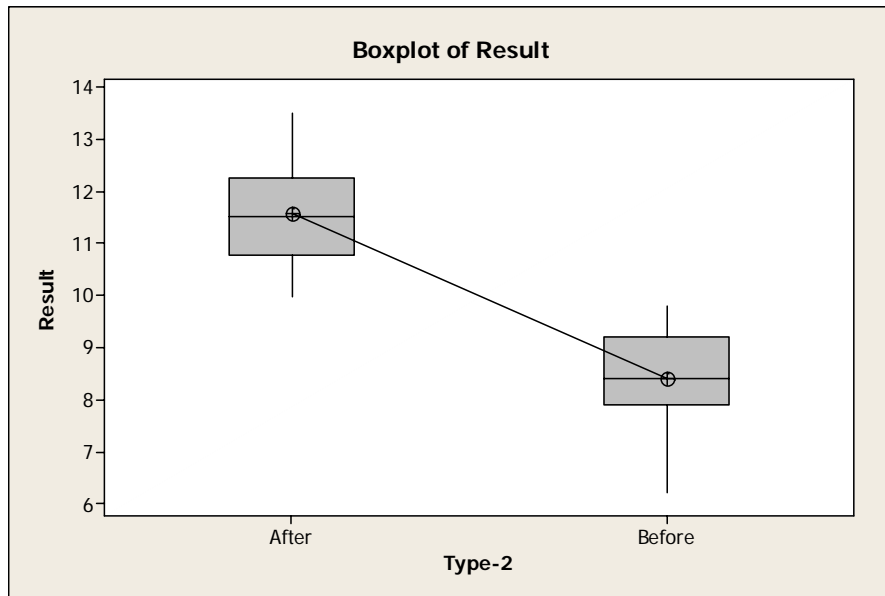 Boxplot of Result
14
13
12
11
10
9
8
7
6
Result
After
Before
Type-2